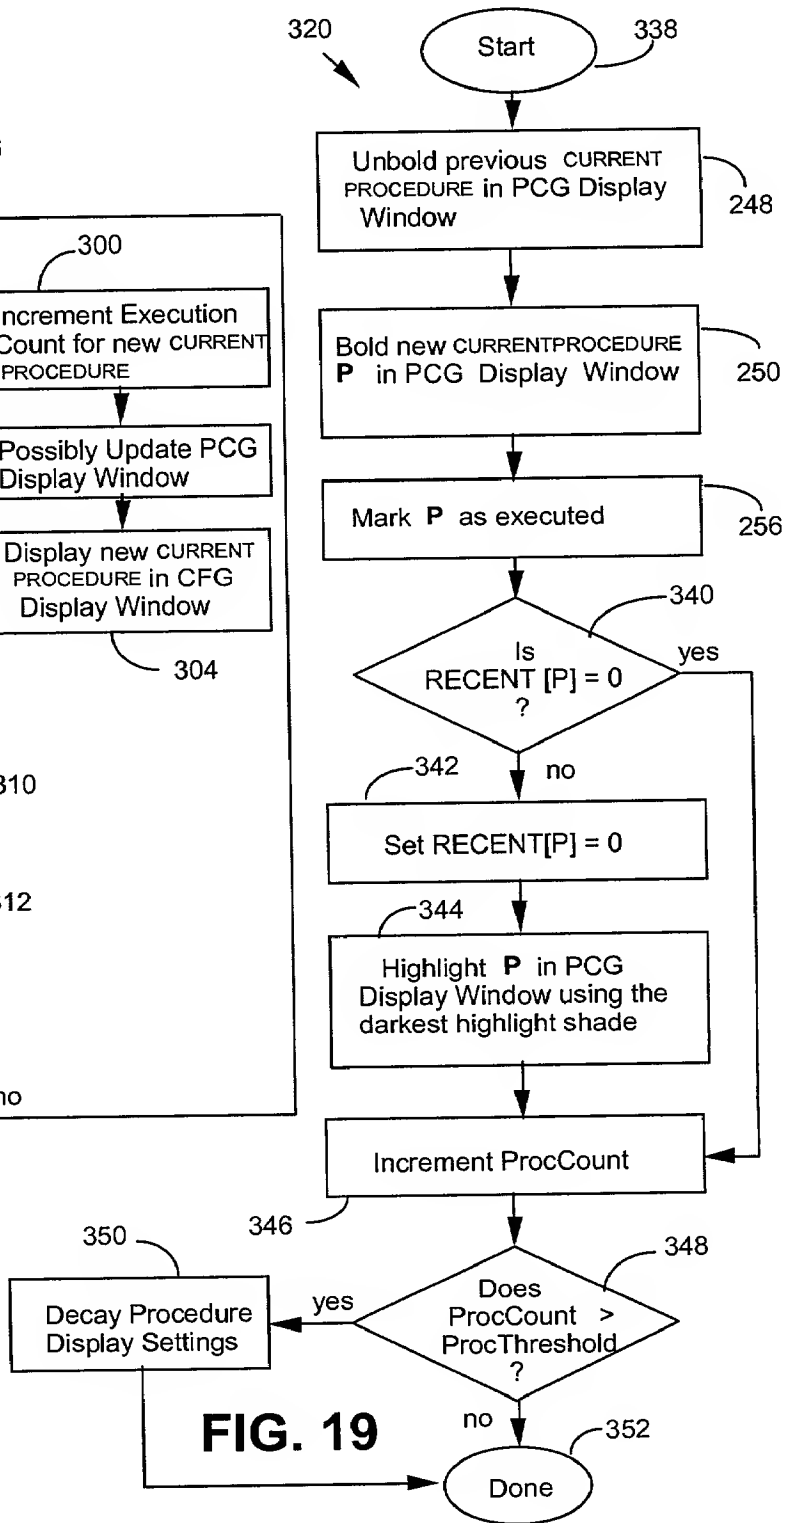 320
Start
338
Unbold previous CURRENT
PROCEDURE in PCG Display
Window
248
300
ncrement Execution
Count for new CURRENT
PROCEDURE
Bold new CURRENTPROCEDURE
P in PCG Display Window
250
Possibly Update PCG
Display Window
Mark P as executed
256
Display new CURRENT
PROCEDURE in CFG
Display Window
304
340
Is
RECENT [P] = 0
?
yes
no
342
310
Set RECENT[P] = 0
312
344
Highlight P in PCG
Display Window using the
darkest highlight shade
no
Increment ProcCount
346
350
348
Does
ProcCount >
ProcThreshold
?
yes
Decay Procedure
Display Settings
no
FIG. 19
352
Done